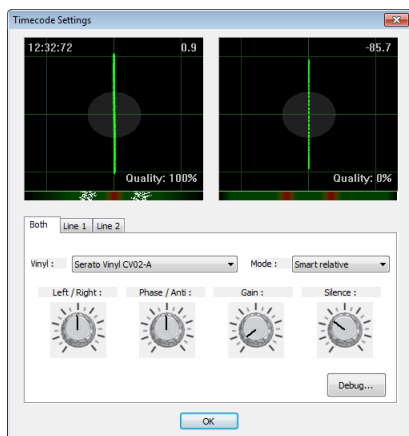 Timecode Settings
12:32:72 0.9
-85.7
Quality: 100%
Quality: 0%
Both Line 1 Line 2
Vinyl : Serato Vinyl CV02-A Mode : Smart relative
Left / Right : Phase / Anti : Gain : Silence :
Debug...
OK